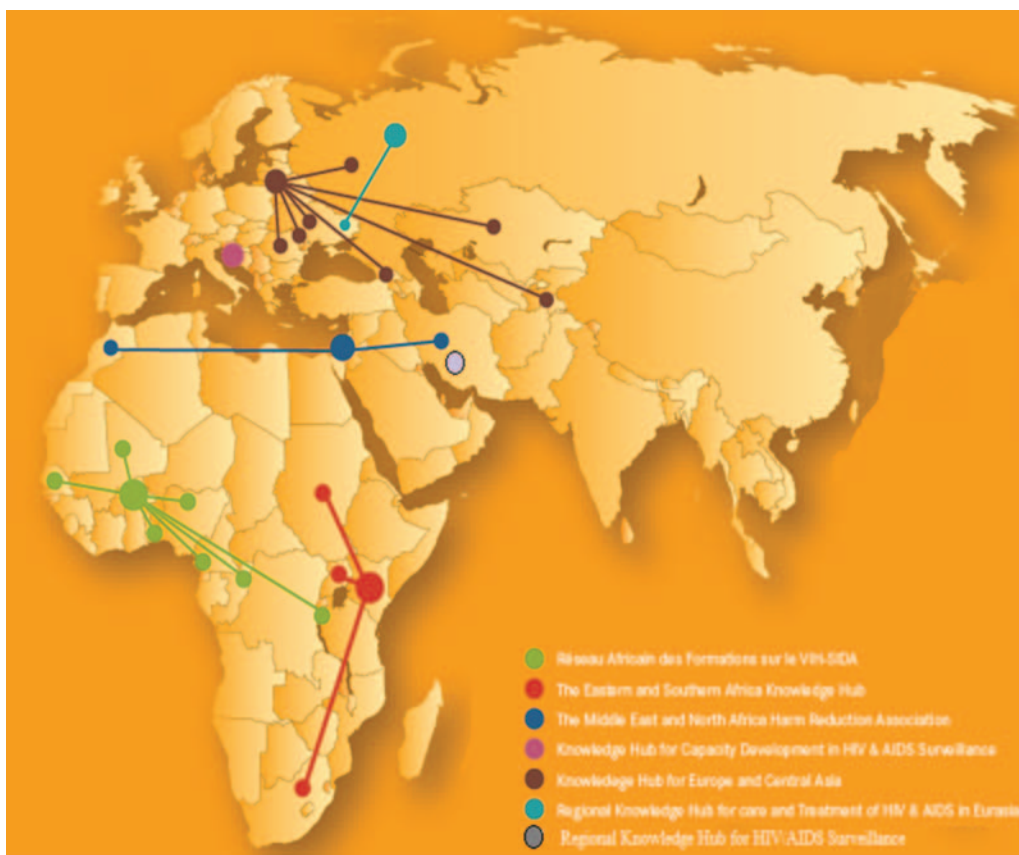 Réseau Africain des Formations sur le VIH-SIDA
The Eastern and Southern Africa Knowledge Hub
The Middle East and North Africa Harm Reduction Association
Knowledge Hub for Capacity Development in HIV & AIDS Surveillance
Knowledege Hub for Europe and Central Asia
Regional Knowledge Hub for care and Treatment of HIV & AIDS in Eurasia
Regional Knowledge Hub for HIV/AIDS Surveillance